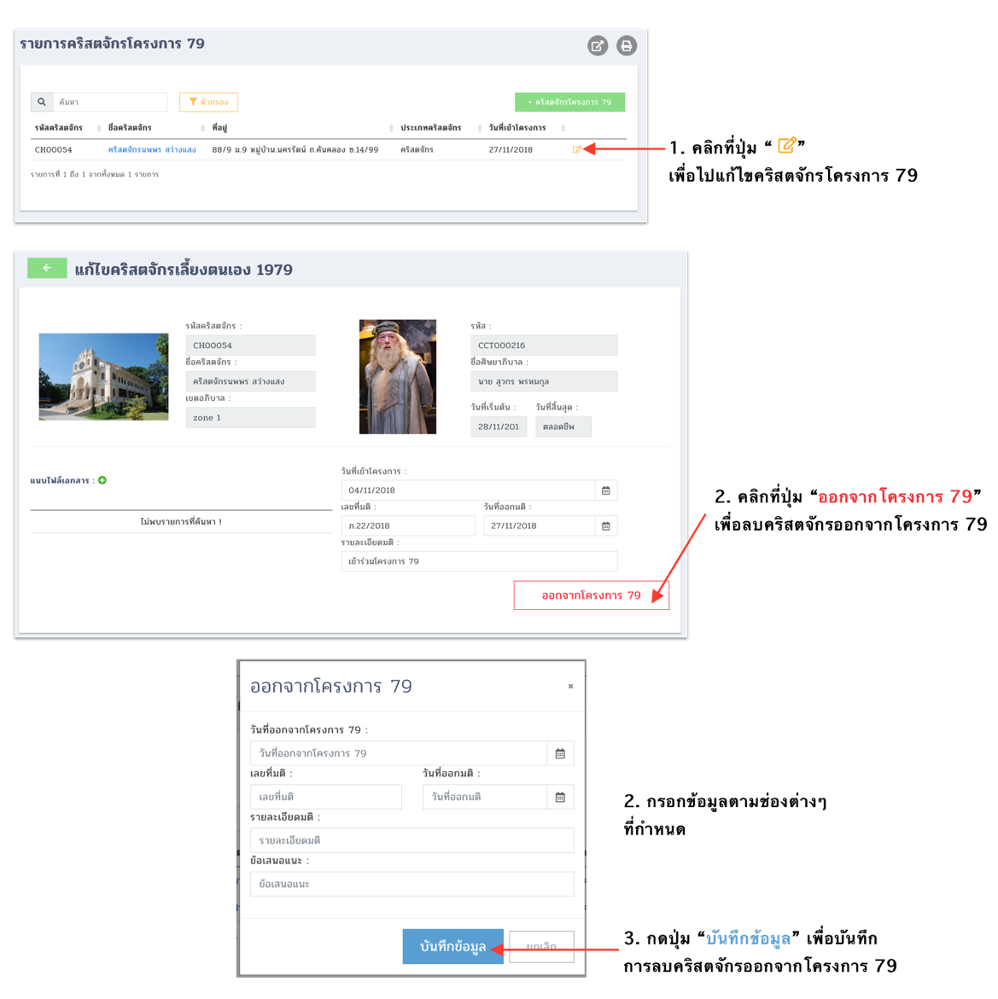 รายการคริสตจักรโครงการ 79
ค้นหา
ตัวกรอง
+ คริสตจักรโครงการ 79
รหัสคริสตจักร ชื่อคริสตจักร ที่อยู่ ประเภทคริสตจักร วันที่เข้าโครงการ
CH00054 คริสตจักรนพพร สว่างแสง 88/9 ม.9 หมู่บ้าน.นครรัตน์ ถ.คันคลอง ซ.14/99 คริสตจักร 27/11/2018
รายการที่ 1 ถึง 1 จากทั้งหมด 1 รายการ
1. คลิกที่ปุ่ม “ ”
เพื่อไปแก้ไขคริสตจักรโครงการ 79
แก้ไขคริสตจักรเลี้ยงตนเอง 1979
รหัสคริสตจักร :
CH00054
ชื่อคริสตจักร :
คริสตจักรนพพร สว่างแสง
เขตอภิบาล :
zone 1
รหัส :
CCT000216
ชื่อศิษยาภิบาล :
นาย สุวกร พรหมกุล
วันที่เริ่มต้น : วันที่สิ้นสุด :
28/11/201 ตลอดชีพ
แนบไฟล์เอกสาร :
ไม่พบรายการที่ค้นหา !
วันที่เข้าโครงการ :
04/11/2018
เลขที่มติ : วันที่ออกมติ :
ภ.22/2018 27/11/2018
รายละเอียดมติ :
เข้าร่วมโครงการ 79
ออกจากโครงการ 79
2. คลิกที่ปุ่ม “ออกจากโครงการ 79”
เพื่อลบคริสตจักรออกจากโครงการ 79
ออกจากโครงการ 79 ×
วันที่ออกจากโครงการ 79 :
วันที่ออกจากโครงการ 79
เลขที่มติ : วันที่ออกมติ :
เลขที่มติ วันที่ออกมติ
รายละเอียดมติ :
รายละเอียดมติ
ข้อเสนอแนะ :
ข้อเสนอแนะ
บันทึกข้อมูล ยกเลิก
2. กรอกข้อมูลตามช่องต่างๆ
ที่กำหนด
3. กดปุ่ม “บันทึกข้อมูล” เพื่อบันทึก
การลบคริสตจักรออกจากโครงการ 79